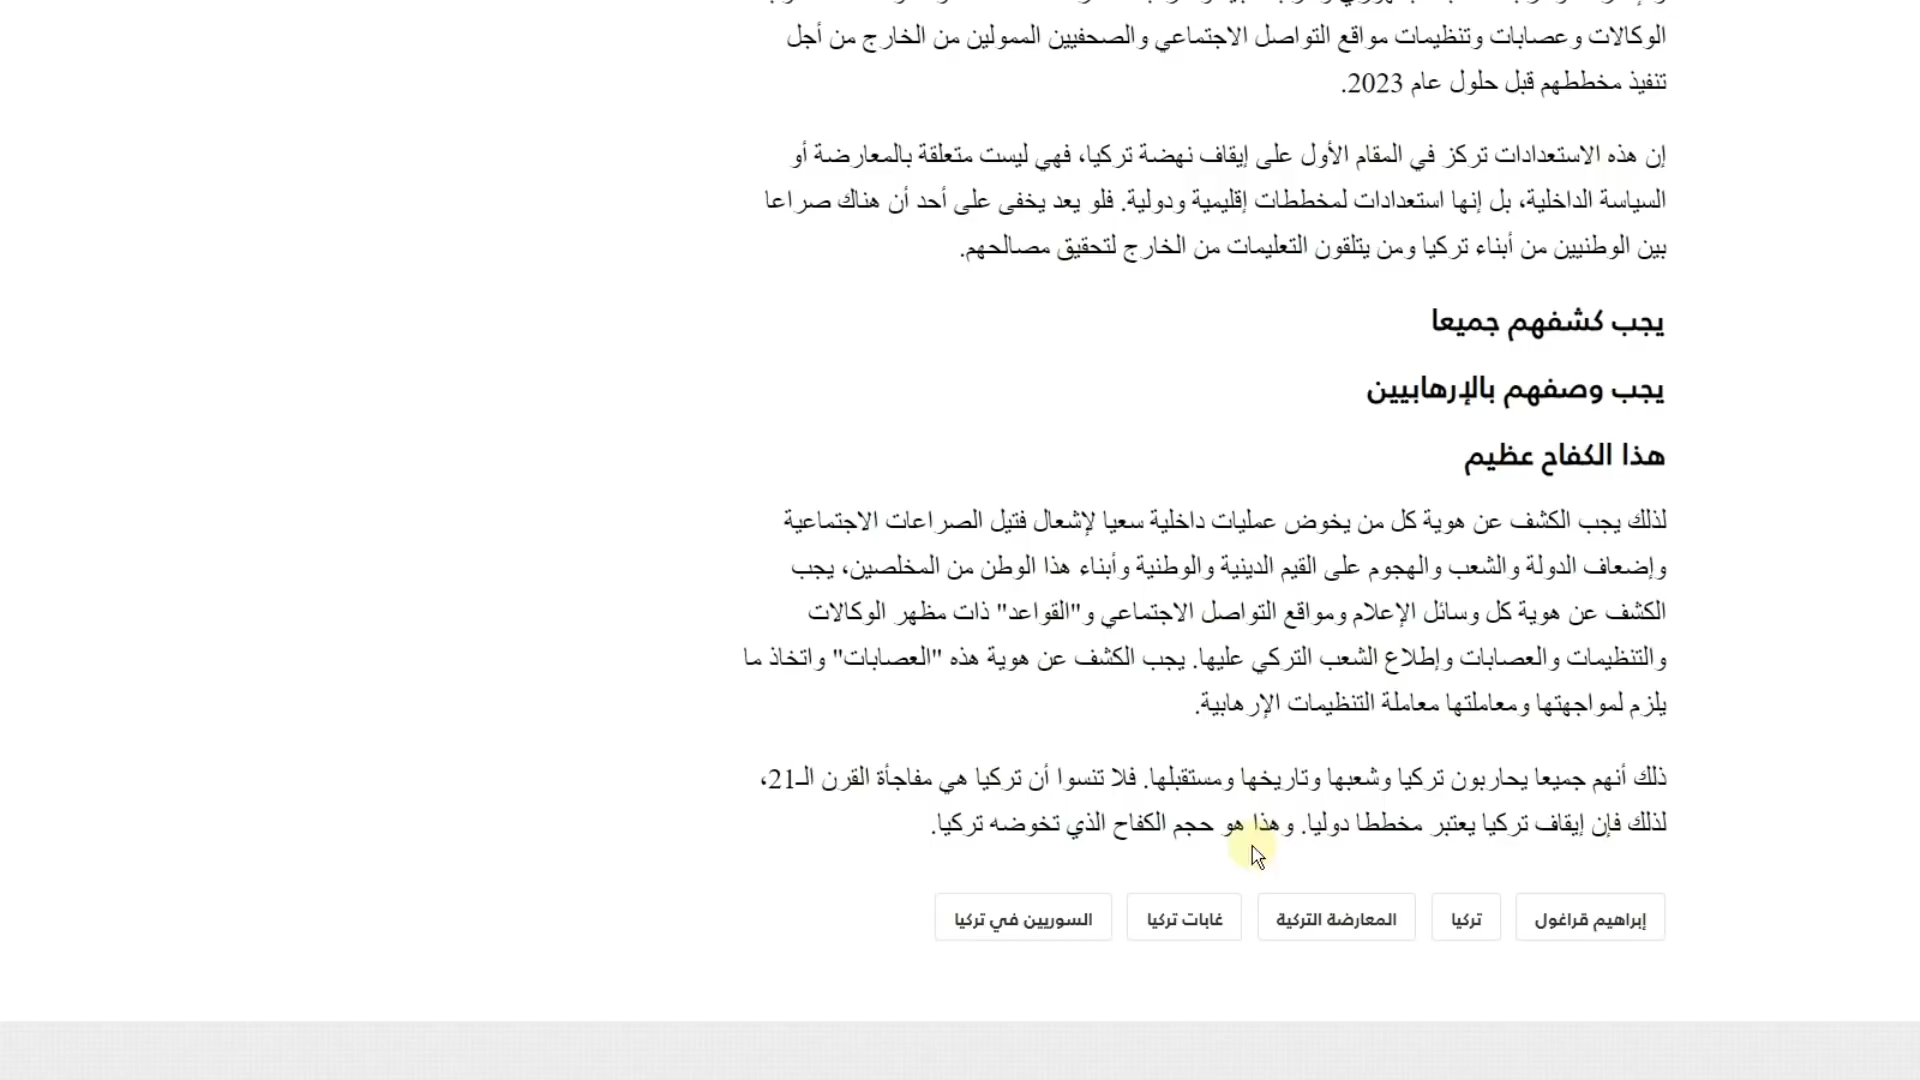 الوكالات وعصابات وتنظيمات مواقع التواصل الاجتماعي والصحفيين الممولين من الخارج من أجل
تنفيذ مخططهم قبل حلول عام 2023.
إن هذه الاستعدادات تركز في المقام الأول على إيقاف نهضة تركيا، فهي ليست متعلقة بالمعارضة أو
السياسة الداخلية، بل إنها استعدادات لمخططات إقليمية ودولية. فلو يعد يخفى على أحد أن هناك صراعا
بين الوطنيين من أبناء تركيا ومن يتلقون التعليمات من الخارج لتحقيق مصالحهم.
يجب كشفهم جميعا
يجب وصفهم بالإرهابيين
هذا الكفاح عظيم
لذلك يجب الكشف عن هوية كل من يخوض عمليات داخلية سعيا لإشعال فتيل الصراعات الاجتماعية
وإضعاف الدولة والشعب والهجوم على القيم الدينية والوطنية وأبناء هذا الوطن من المخلصين، يجب
الكشف عن هوية كل وسائل الإعلام ومواقع التواصل الاجتماعي و"القواعد" ذات مظهر الوكالات
والتنظيمات والعصابات وإطلاع الشعب التركي عليها. يجب الكشف عن هوية هذه "العصابات" واتخاذ ما
يلزم لمواجهتها ومعاملتها معاملة التنظيمات الإرهابية.
ذلك أنهم جميعا يحاربون تركيا وشعبها وتاريخها ومستقبلها. فلا تنسوا أن تركيا هي مفاجأة القرن الـ21،
لذلك فإن إيقاف تركيا يعتبر مخططا دوليا. وهذا هو حجم الكفاح الذي تخوضه تركيا.
إبراهيم قراغول تركيا المعارضة التركية غابات تركيا السوريين في تركيا